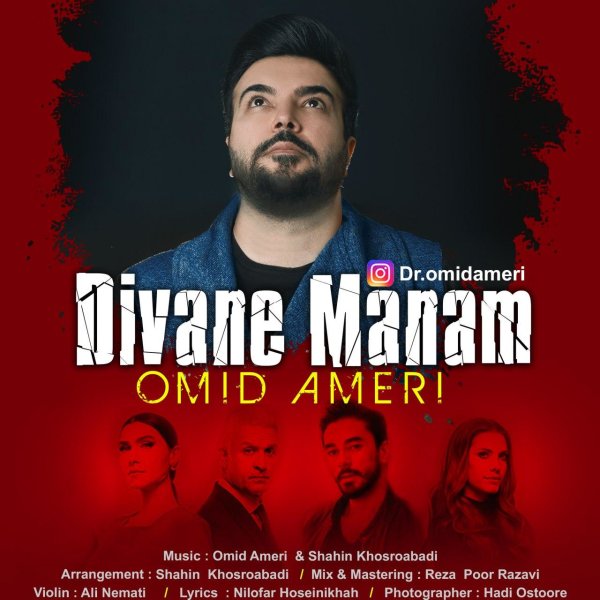 Dr.omidameri
Divane Manam
OMID AMERI
Music : Omid Ameri & Shahin Khosroabadi
Arrangement : Shahin Khosroabadi / Mix & Mastering : Reza Poor Razavi
Violin : Ali Nemati / Lyrics : Nilofar Hoseinikhah / Photographer : Hadi Ostoore